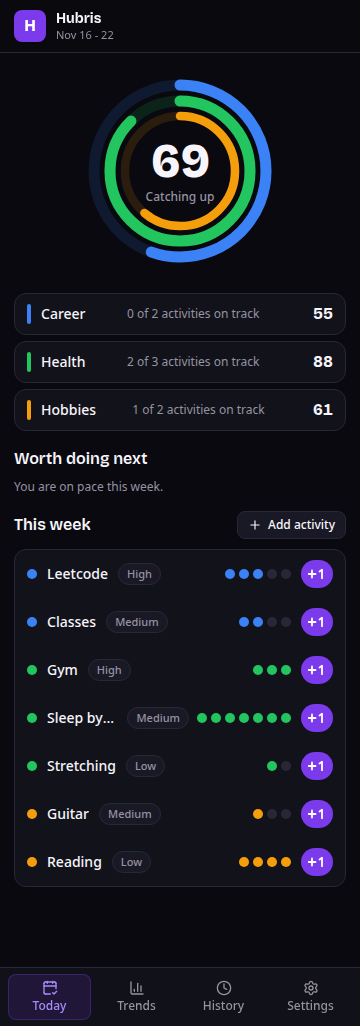 H
Hubris
Nov 16 - 22
69
Catching up
Career 0 of 2 activities on track 55
Health 2 of 3 activities on track 88
Hobbies 1 of 2 activities on track 61
Worth doing next
You are on pace this week.
This week + Add activity
Leetcode High +1
Classes Medium +1
Gym High +1
Sleep by... Medium +1
Stretching Low +1
Guitar Medium +1
Reading Low +1
Today Trends History Settings